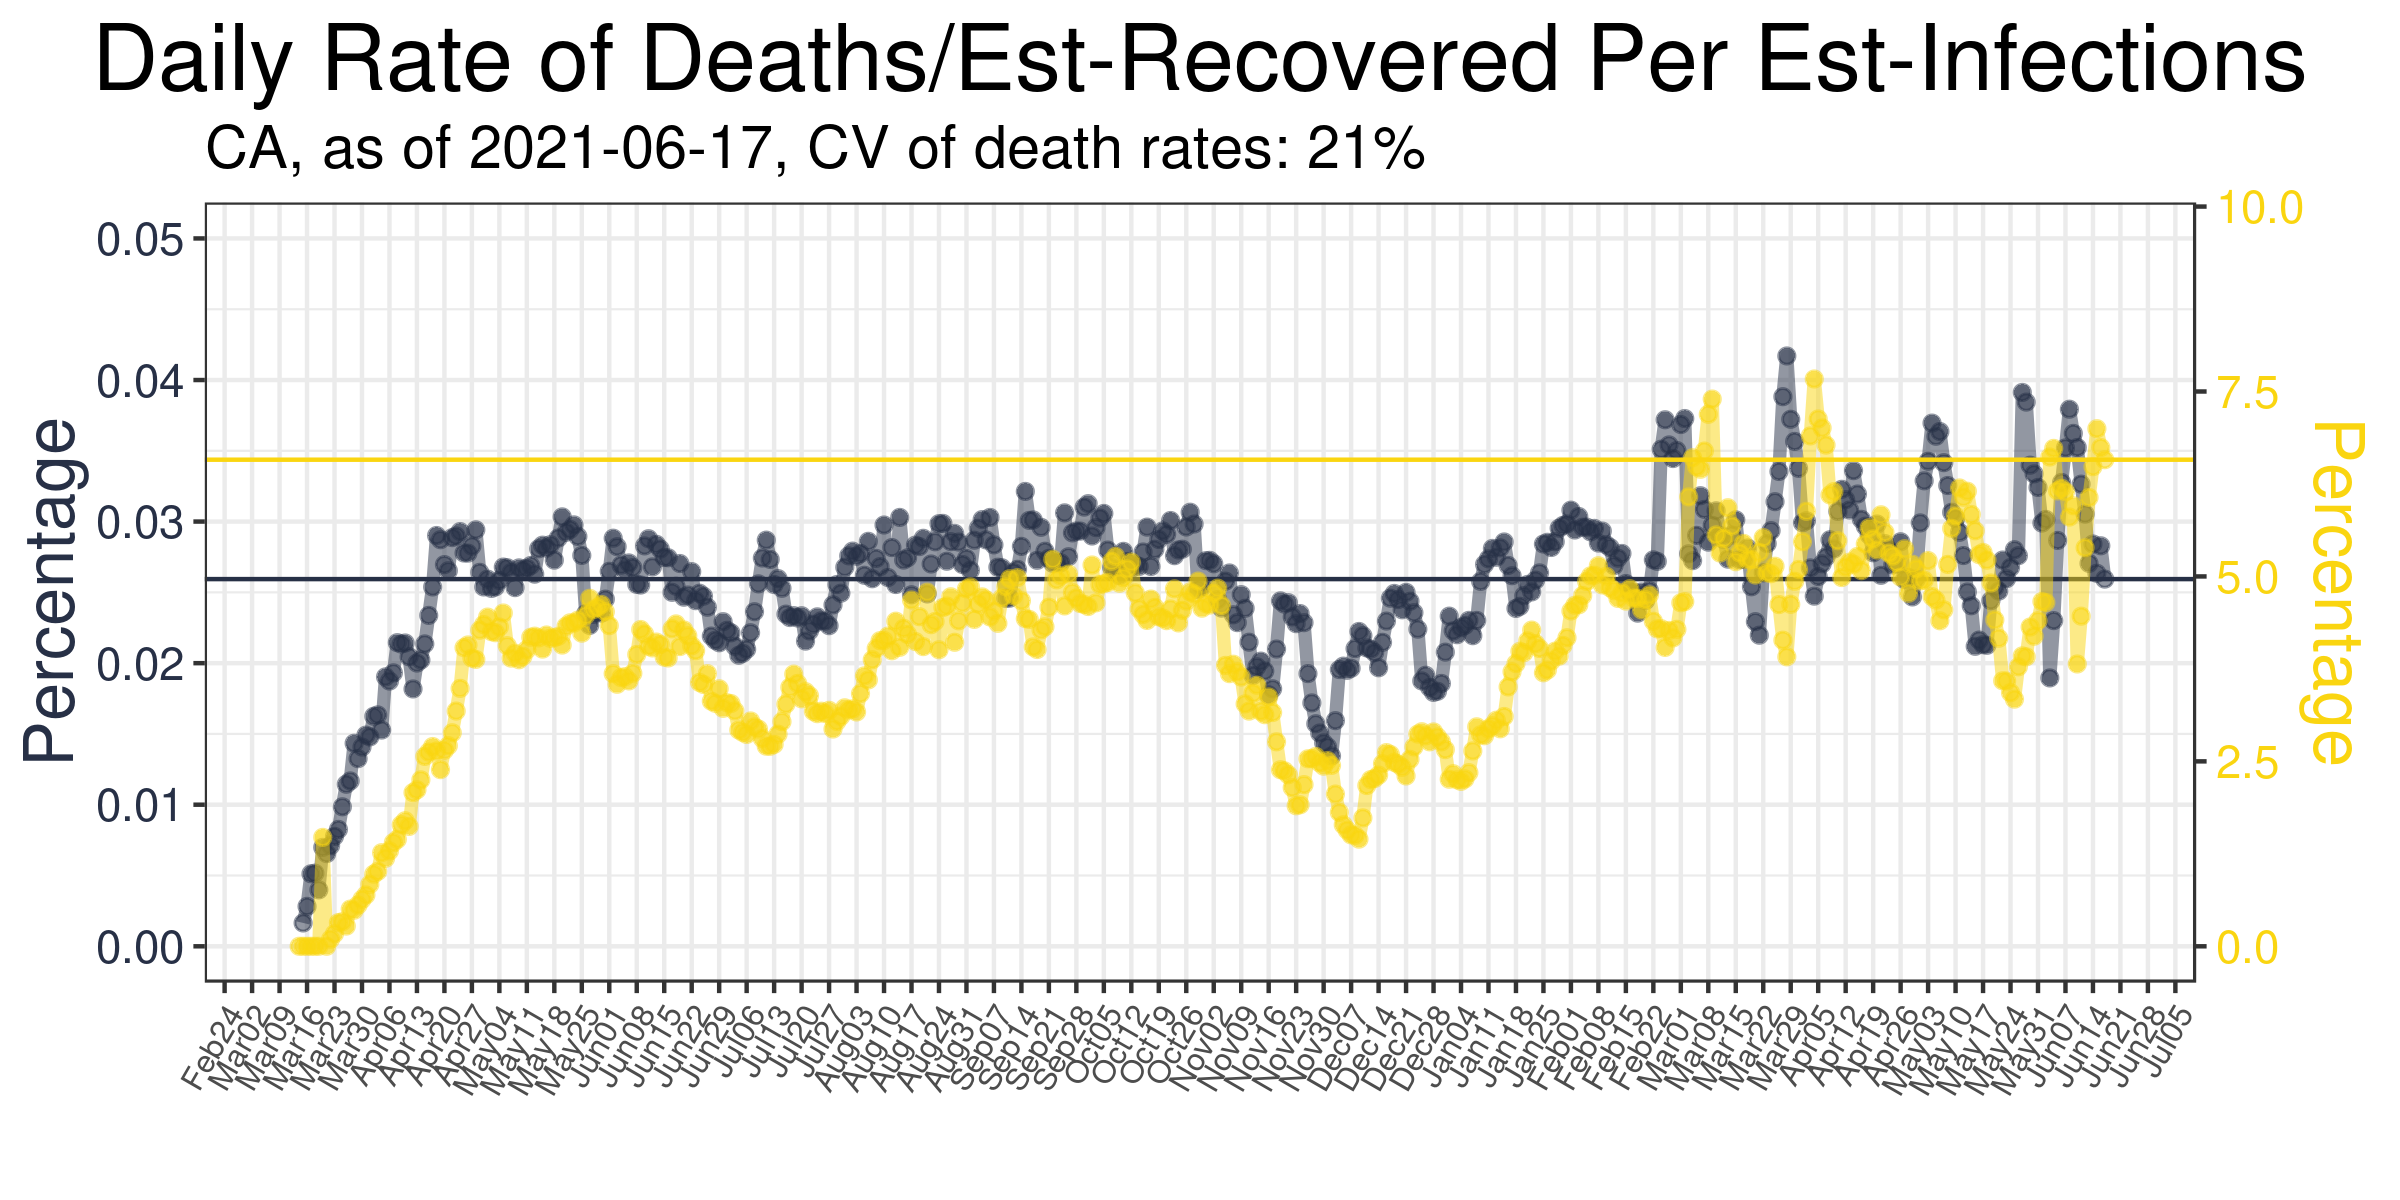 Daily Rate of Deaths/Est-Recovered Per Est-Infections
CA, as of 2021-06-17, CV of death rates: 21%
Percentage
0.05
0.04
0.03
0.02
0.01
0.00
10.0
7.5
5.0
2.5
0.0
Percentage
Feb24
Mar02
Mar09
Mar16
Mar23
Mar30
Apr06
Apr13
Apr20
Apr27
May04
May11
May18
May25
Jun01
Jun08
Jun15
Jun22
Jun29
Jul06
Jul13
Jul20
Jul27
Aug03
Aug10
Aug17
Aug24
Aug31
Sep07
Sep14
Sep21
Sep28
Oct05
Oct12
Oct19
Oct26
Nov02
Nov09
Nov16
Nov23
Nov30
Dec07
Dec14
Dec21
Dec28
Jan04
Jan11
Jan18
Jan25
Feb01
Feb08
Feb15
Feb22
Mar01
Mar08
Mar15
Mar22
Mar29
Apr05
Apr12
Apr19
Apr26
May03
May10
May17
May24
May31
Jun07
Jun14
Jun21
Jun28
Jul05